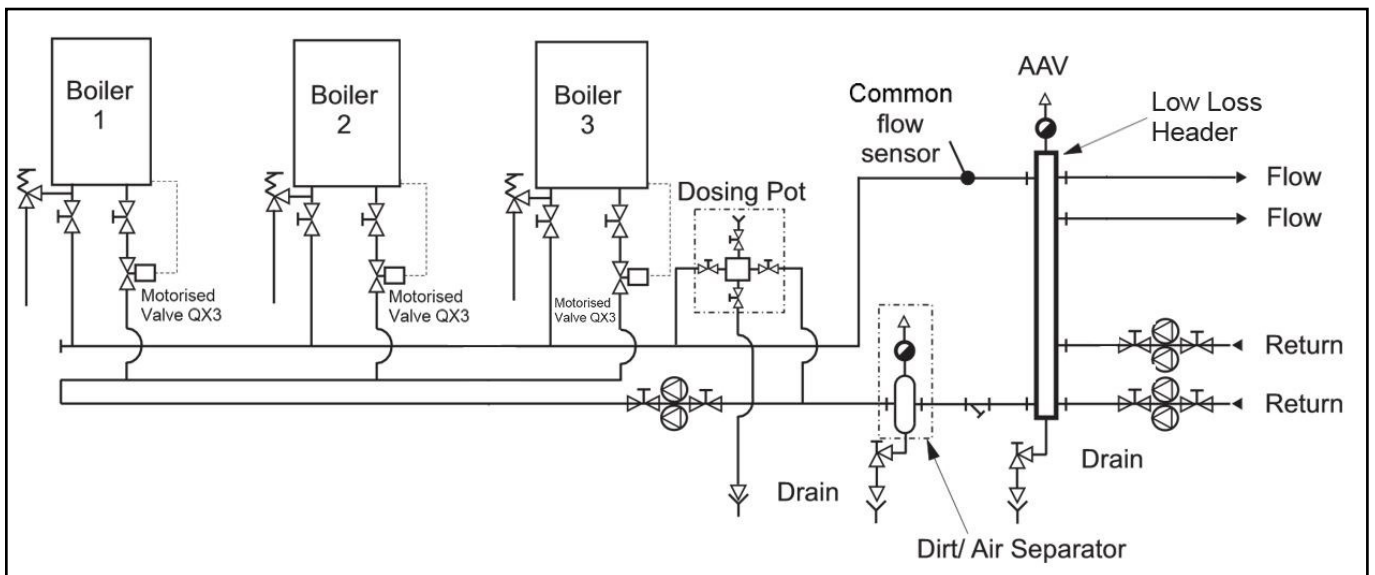 Boiler
1
Boiler
2
Boiler
3
Motorised
Valve QX3
Motorised
Valve QX3
Motorised
Valve QX3
Dosing Pot
Common
flow
sensor
AAV
Low Loss
Header
Flow
Flow
Return
Return
Drain
Drain
Dirt/ Air Separator